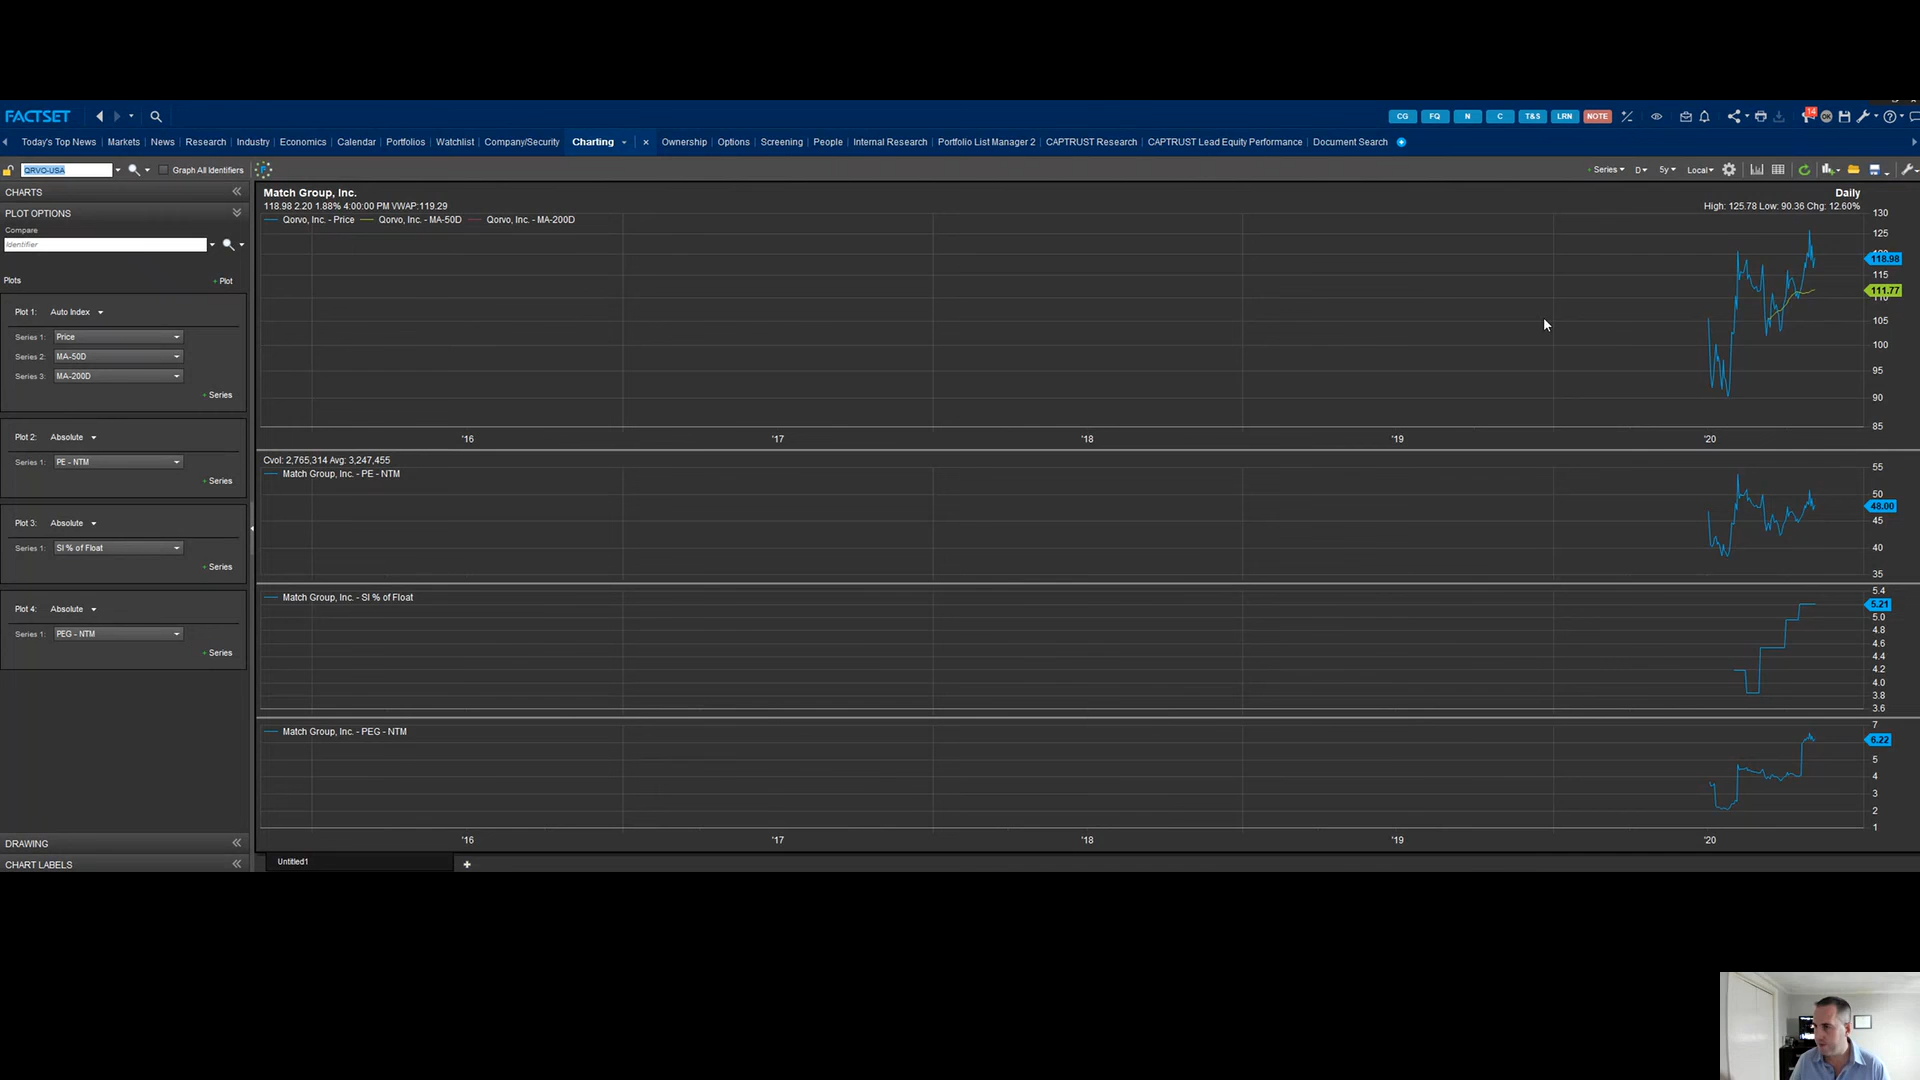 FACTSET
CG FQ N C T&S LRN NOTE 14 OK
Today's Top News Markets News Research Industry Economics Calendar Portfolios Watchlist Company/Security Charting Ownership Options Screening People Internal Research Portfolio List Manager 2 CAPTRUST Research CAPTRUST Lead Equity Performance Document Search
QRVO-USA Graph All Identifiers Series D 5y Local
CHARTS
PLOT OPTIONS
Compare
Identifier
Plots + Plot
Plot 1: Auto Index
Series 1: Price
Series 2: MA-50D
Series 3: MA-200D
+ Series
Plot 2: Absolute
Series 1: PE - NTM
+ Series
Plot 3: Absolute
Series 1: SI % of Float
+ Series
Plot 4: Absolute
Series 1: PEG - NTM
+ Series
DRAWING
CHART LABELS
Match Group, Inc. Daily
118.98 2.20 1.88% 4:00:00 PM VWAP:119.29 High: 125.78 Low: 90.36 Chg: 12.60%
Qorvo, Inc. - Price Qorvo, Inc. - MA-50D Qorvo, Inc. - MA-200D
130
125
118.98
115
111.77
110
105
100
95
90
85
'16 '17 '18 '19 '20
Cvol: 2,765,314 Avg: 3,247,455
Match Group, Inc. - PE - NTM
55
50
48.00
45
40
35
Match Group, Inc. - SI % of Float
5.4
5.21
5.0
4.8
4.6
4.4
4.2
4.0
3.8
3.6
Match Group, Inc. - PEG - NTM
7
6.22
5
4
3
2
1
'16 '17 '18 '19 '20
Untitled1 +